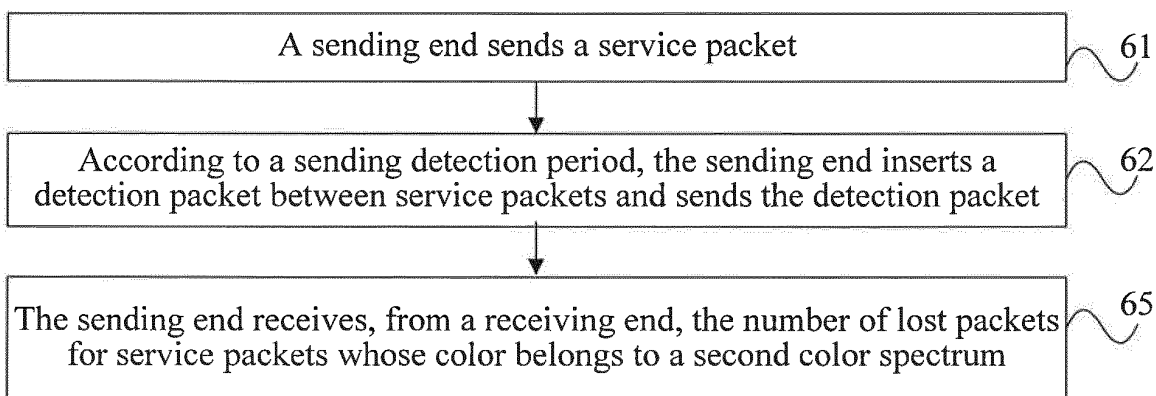 A sending end sends a service packet
61
According to a sending detection period, the sending end inserts a
detection packet between service packets and sends the detection packet
62
The sending end receives, from a receiving end, the number of lost packets
for service packets whose color belongs to a second color spectrum
65